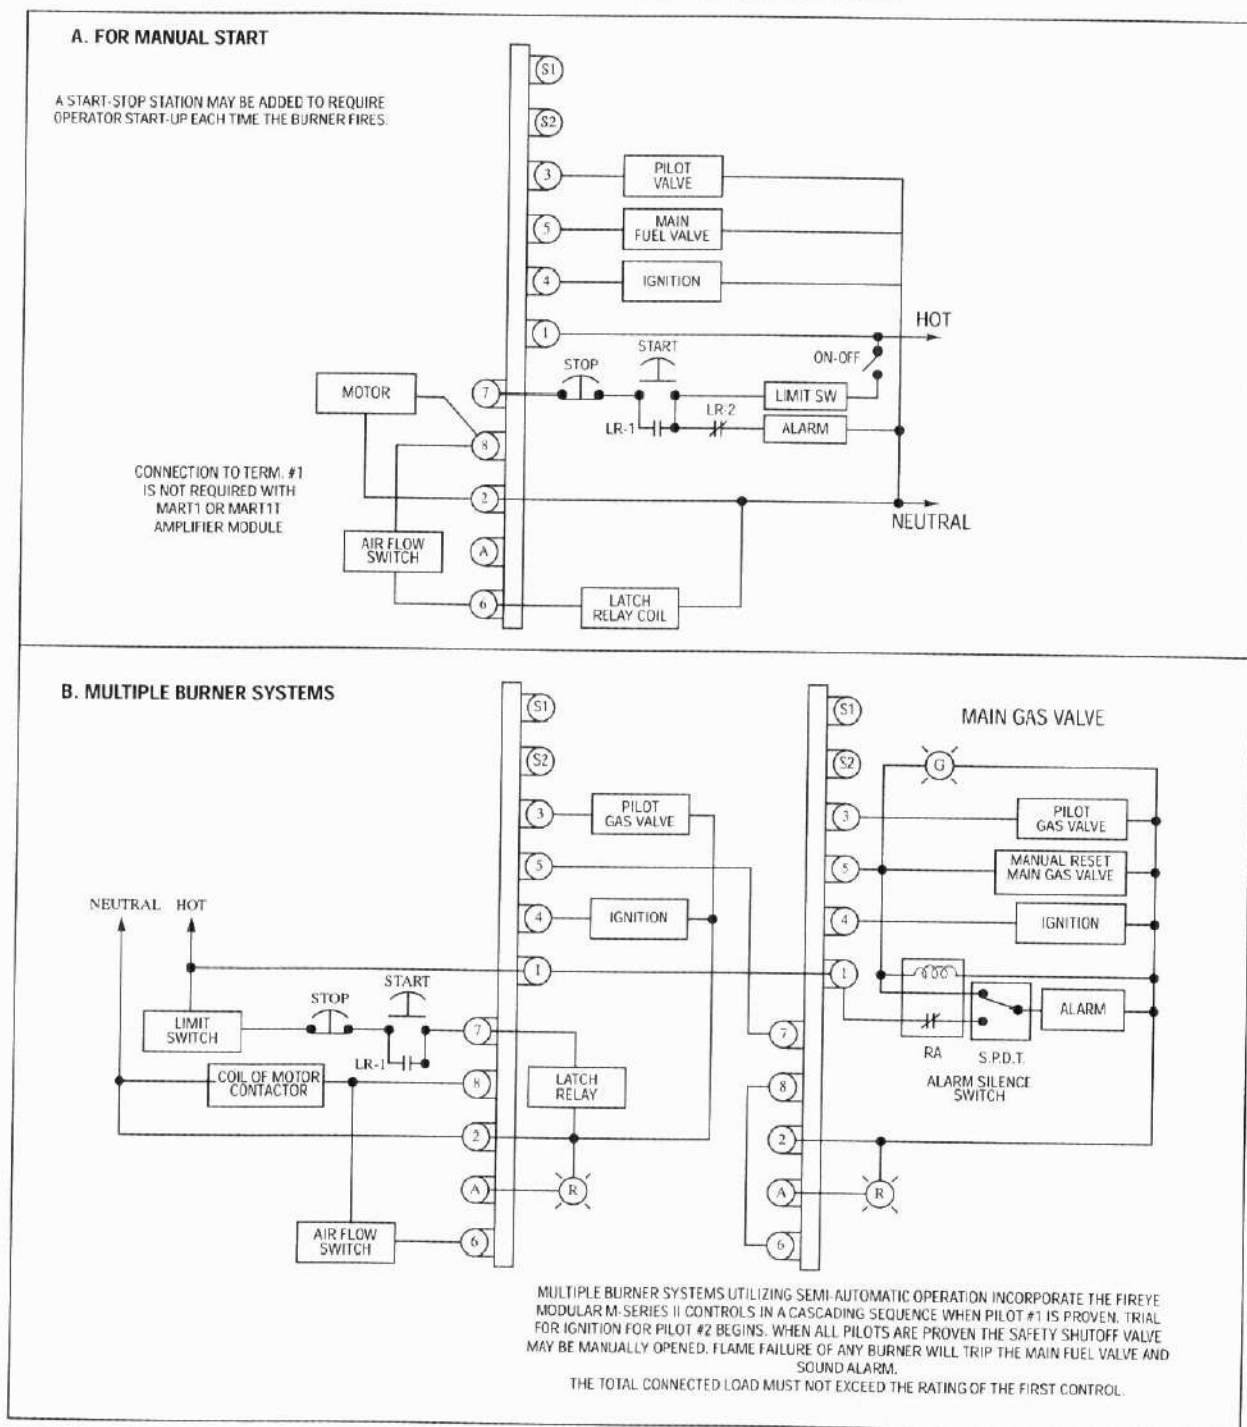 A. FOR MANUAL START
A START-STOP STATION MAY BE ADDED TO REQUIRE
OPERATOR START-UP EACH TIME THE BURNER FIRES.
S1
S2
3
PILOT
VALVE
5
MAIN
FUEL VALVE
4
IGNITION
1
HOT
ON-OFF
START
STOP
MOTOR
7
LIMIT SW
LR-2
LR-1
ALARM
8
CONNECTION TO TERM. #1
IS NOT REQUIRED WITH
MART1 OR MART1T
AMPLIFIER MODULE
2
NEUTRAL
AIR FLOW
SWITCH
A
6
LATCH
RELAY COIL
B. MULTIPLE BURNER SYSTEMS
S1
S2
3
PILOT
GAS VALVE
5
4
IGNITION
1
NEUTRAL HOT
START
STOP
LIMIT
SWITCH
7
LR-1
COIL OF MOTOR
CONTACTOR
8
LATCH
RELAY
2
A
R
AIR FLOW
SWITCH
6
S1
MAIN GAS VALVE
S2
G
3
PILOT
GAS VALVE
5
MANUAL RESET
MAIN GAS VALVE
4
IGNITION
1
ALARM
7
RA
S.P.D.T.
ALARM SILENCE
SWITCH
8
2
A
R
6
MULTIPLE BURNER SYSTEMS UTILIZING SEMI-AUTOMATIC OPERATION INCORPORATE THE FIREYE
MODULAR M-SERIES II CONTROLS IN A CASCADING SEQUENCE WHEN PILOT #1 IS PROVEN, TRIAL
FOR IGNITION FOR PILOT #2 BEGINS. WHEN ALL PILOTS ARE PROVEN THE SAFETY SHUTOFF VALVE
MAY BE MANUALLY OPENED. FLAME FAILURE OF ANY BURNER WILL TRIP THE MAIN FUEL VALVE AND
SOUND ALARM.
THE TOTAL CONNECTED LOAD MUST NOT EXCEED THE RATING OF THE FIRST CONTROL.